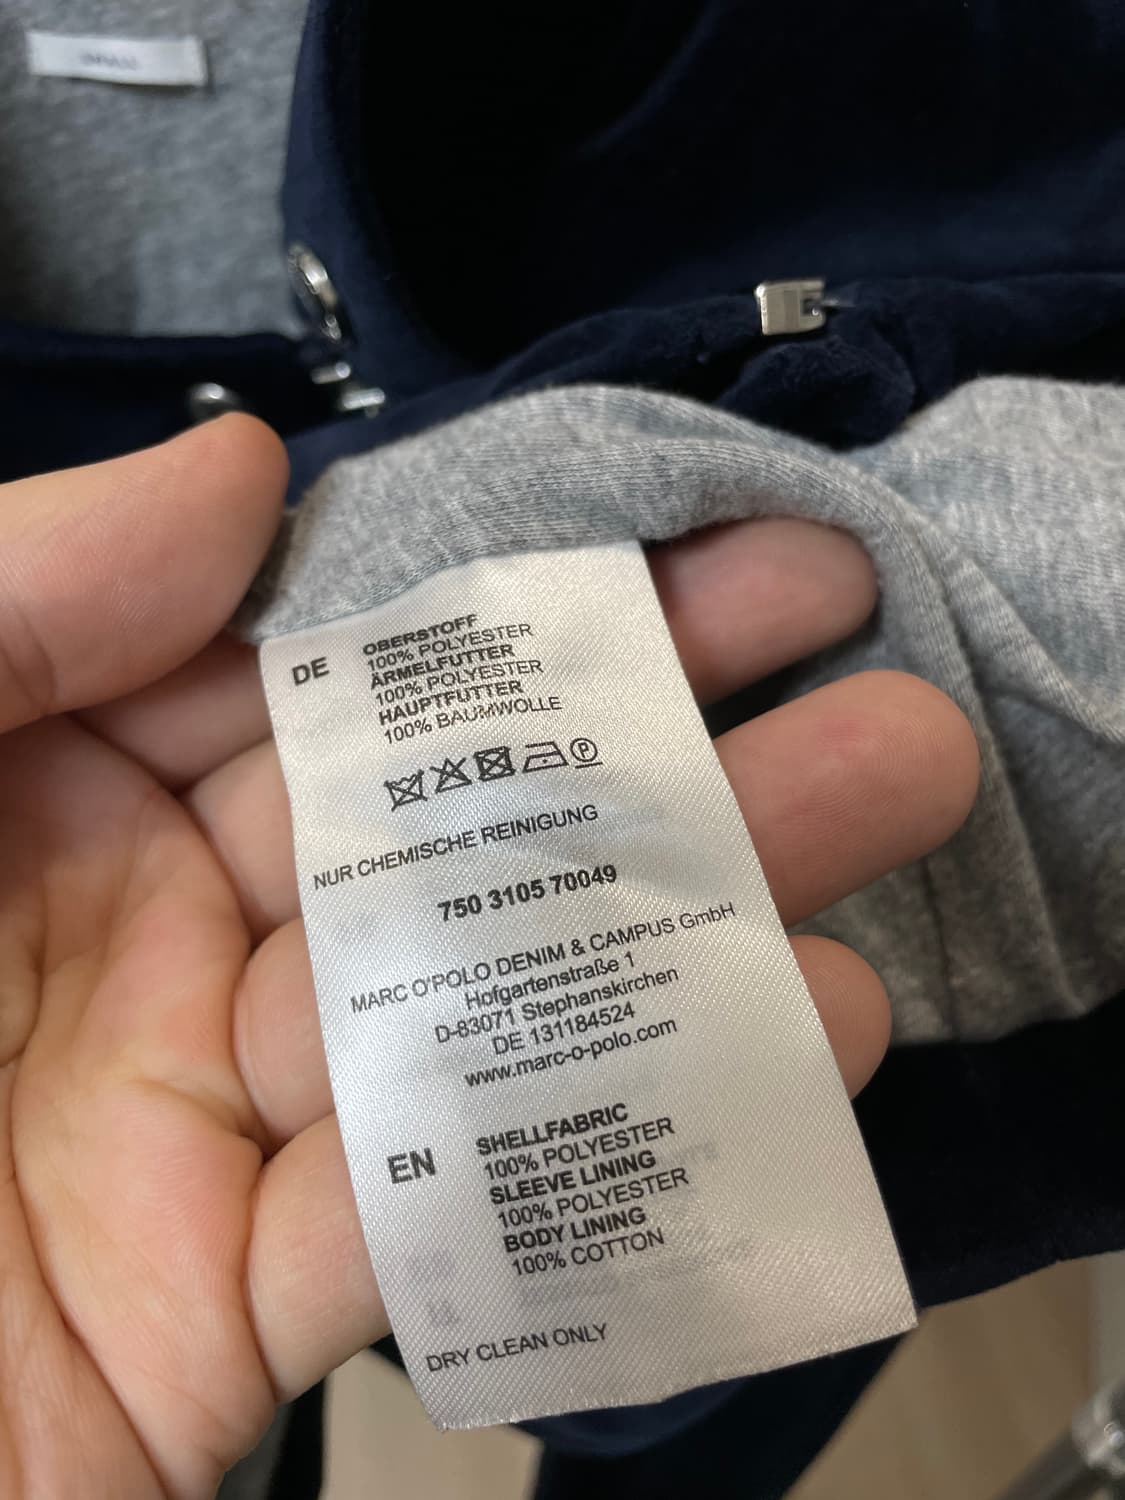 DE
OBERSTOFF
100% POLYESTER
ÄRMELFUTTER
100% POLYESTER
HAUPTFUTTER
100% BAUMWOLLE
P
NUR CHEMISCHE REINIGUNG
750 3105 70049
MARC O'POLO DENIM & CAMPUS GmbH
Hofgartenstraße 1
D-83071 Stephanskirchen
DE 131184524
www.marc-o-polo.com
EN
SHELLFABRIC
100% POLYESTER
SLEEVE LINING
100% POLYESTER
BODY LINING
100% COTTON
DRY CLEAN ONLY